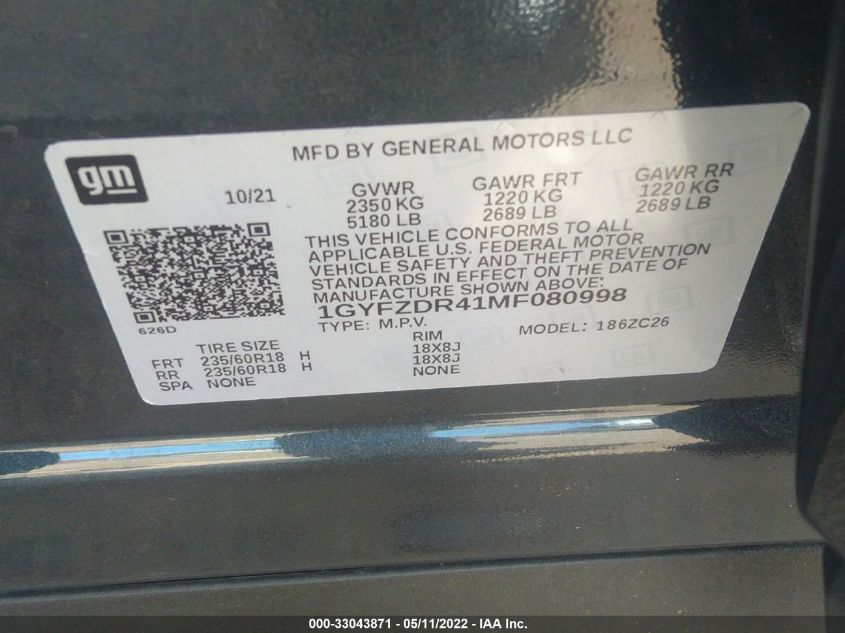 MFD BY GENERAL MOTORS LLC
gm
10/21
GVWR
2350 KG
5180 LB
GAWR FRT
1220 KG
2689 LB
GAWR RR
1220 KG
2689 LB
THIS VEHICLE CONFORMS TO ALL
APPLICABLE U.S. FEDERAL MOTOR
VEHICLE SAFETY AND THEFT PREVENTION
STANDARDS IN EFFECT ON THE DATE OF
MANUFACTURE SHOWN ABOVE:
1GYFZDR41MF080998
626D
TYPE: M.P.V.
MODEL: 186ZC26
TIRE SIZE
RIM
FRT 235/60R18 H 18X8J
RR 235/60R18 H 18X8J
SPA NONE NONE
000-33043871 - 05/11/2022 - IAA Inc.